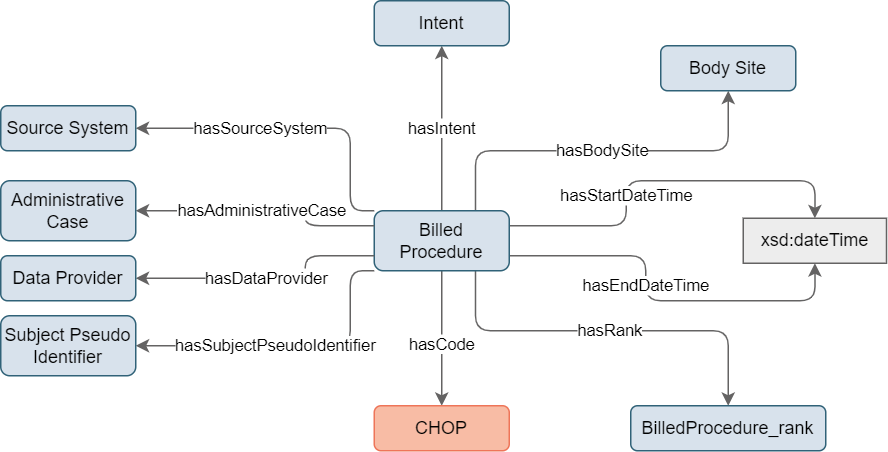 Intent
Body Site
Source System
hasSourceSystem
hasIntent
hasBodySite
Administrative
Case
hasAdministrativeCase
hasStartDateTime
Billed
Procedure
xsd:dateTime
Data Provider
hasDataProvider
hasEndDateTime
Subject Pseudo
Identifier
hasSubjectPseudoIdentifier
hasCode
hasRank
CHOP
BilledProcedure_rank